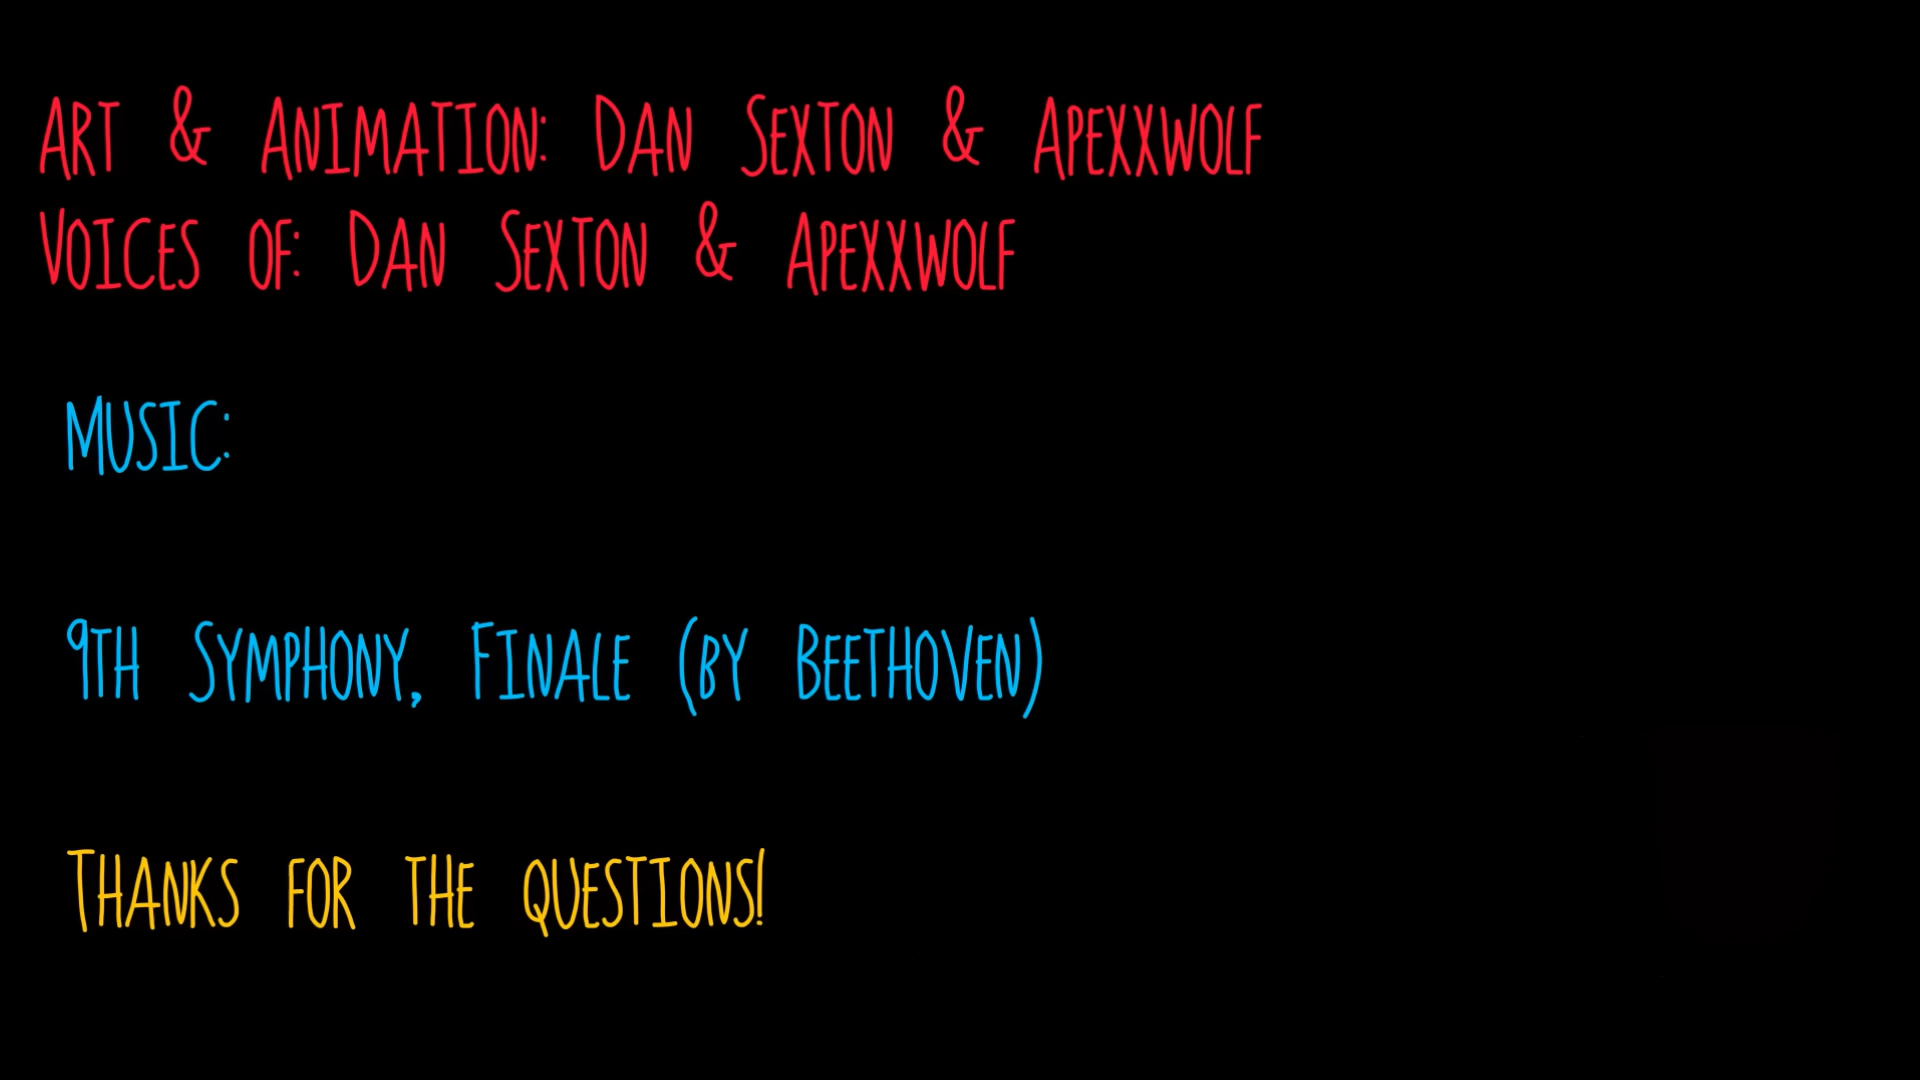 Art & Animation: Dan Sexton & Apexxwolf
Voices of: Dan Sexton & Apexxwolf
Music:
9th Symphony, Finale (by Beethoven)
Thanks for the questions!